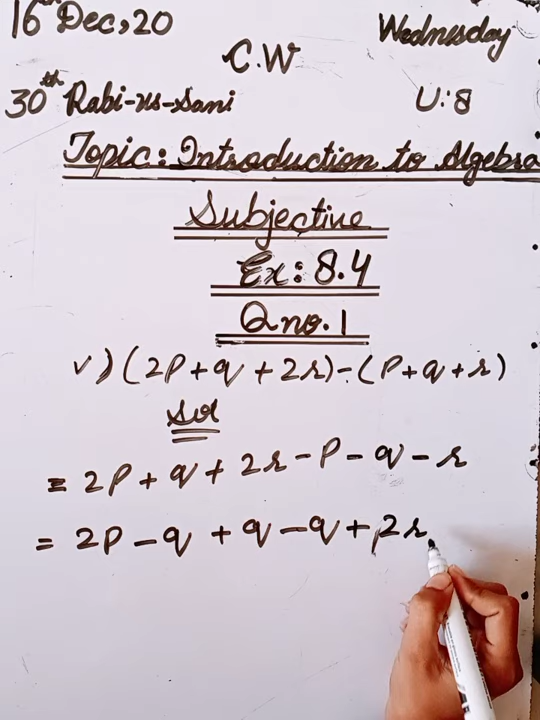 16th Dec, 20 Wednesday
C.W
30th Rabi-us-Sani U:8
Topic: Introduction to Algebra
Subjective
Ex: 8.4
Q no. 1
v) (2p+q+2r)-(p+q+r)
Sol
= 2p+q+2r-p-q-r
= 2p-q+q-q+2r